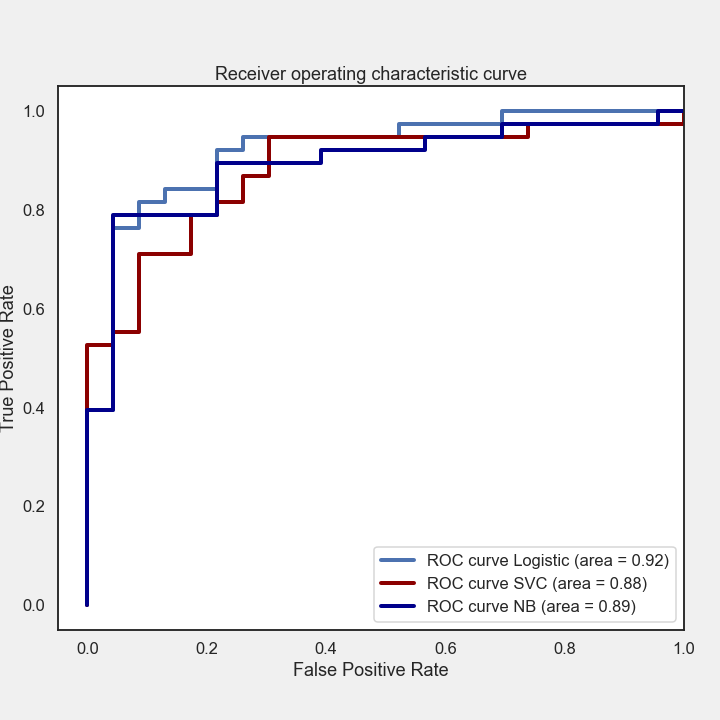 Receiver operating characteristic curve
True Positive Rate
1.0
0.8
0.6
0.4
0.2
0.0
ROC curve Logistic (area = 0.92)
ROC curve SVC (area = 0.88)
ROC curve NB (area = 0.89)
0.0 0.2 0.4 0.6 0.8 1.0
False Positive Rate